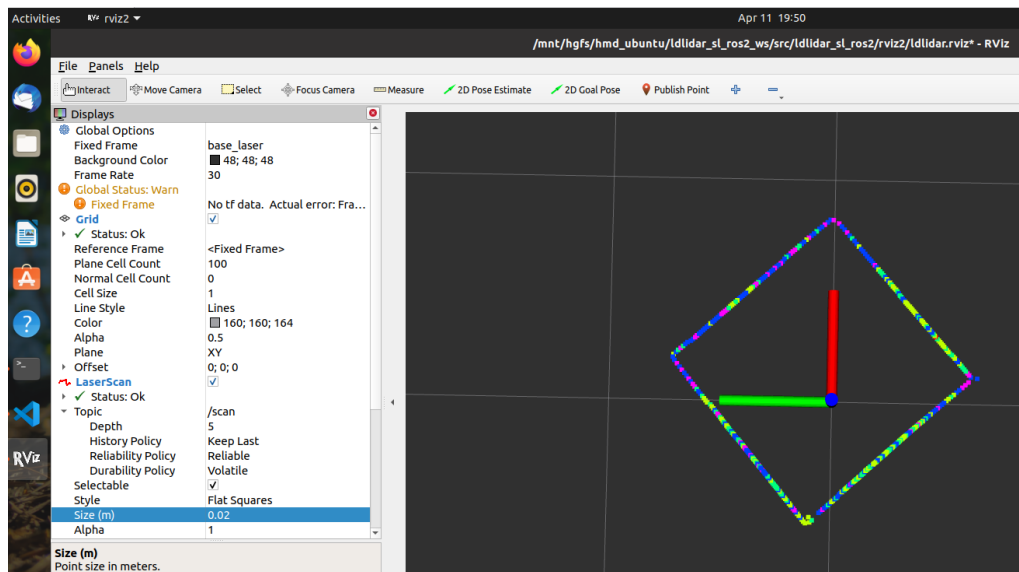 Activities RViz rviz2 Apr 11 19:50
/mnt/hgfs/hmd_ubuntu/ldlidar_sl_ros2_ws/src/ldlidar_sl_ros2/rviz2/ldlidar.rviz* - RViz
File Panels Help
Interact Move Camera Select Focus Camera Measure 2D Pose Estimate 2D Goal Pose Publish Point
Displays
Global Options
Fixed Frame base_laser
Background Color 48; 48; 48
Frame Rate 30
Global Status: Warn
Fixed Frame No tf data. Actual error: Fra...
Grid
Status: Ok
Reference Frame <Fixed Frame>
Plane Cell Count 100
Normal Cell Count 0
Cell Size 1
Line Style Lines
Color 160; 160; 164
Alpha 0.5
Plane XY
Offset 0; 0; 0
LaserScan
Status: Ok
Topic /scan
Depth 5
History Policy Keep Last
Reliability Policy Reliable
Durability Policy Volatile
Selectable
Style Flat Squares
RViz
Size (m) 0.02
Alpha 1
Size (m)
Point size in meters.